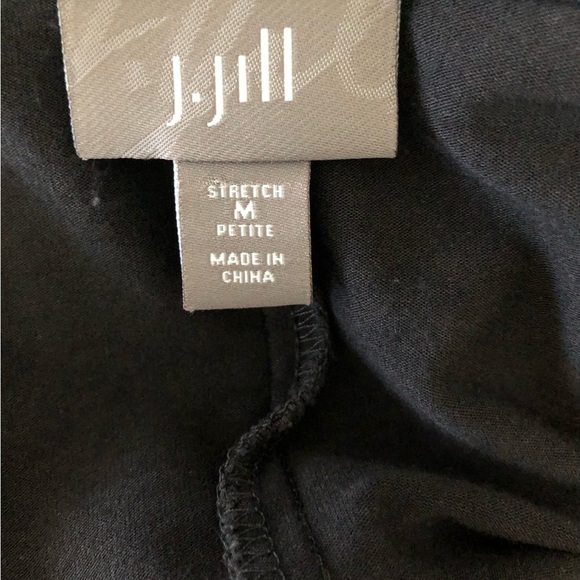 J.Jill
STRETCH
M
PETITE
MADE IN
CHINA